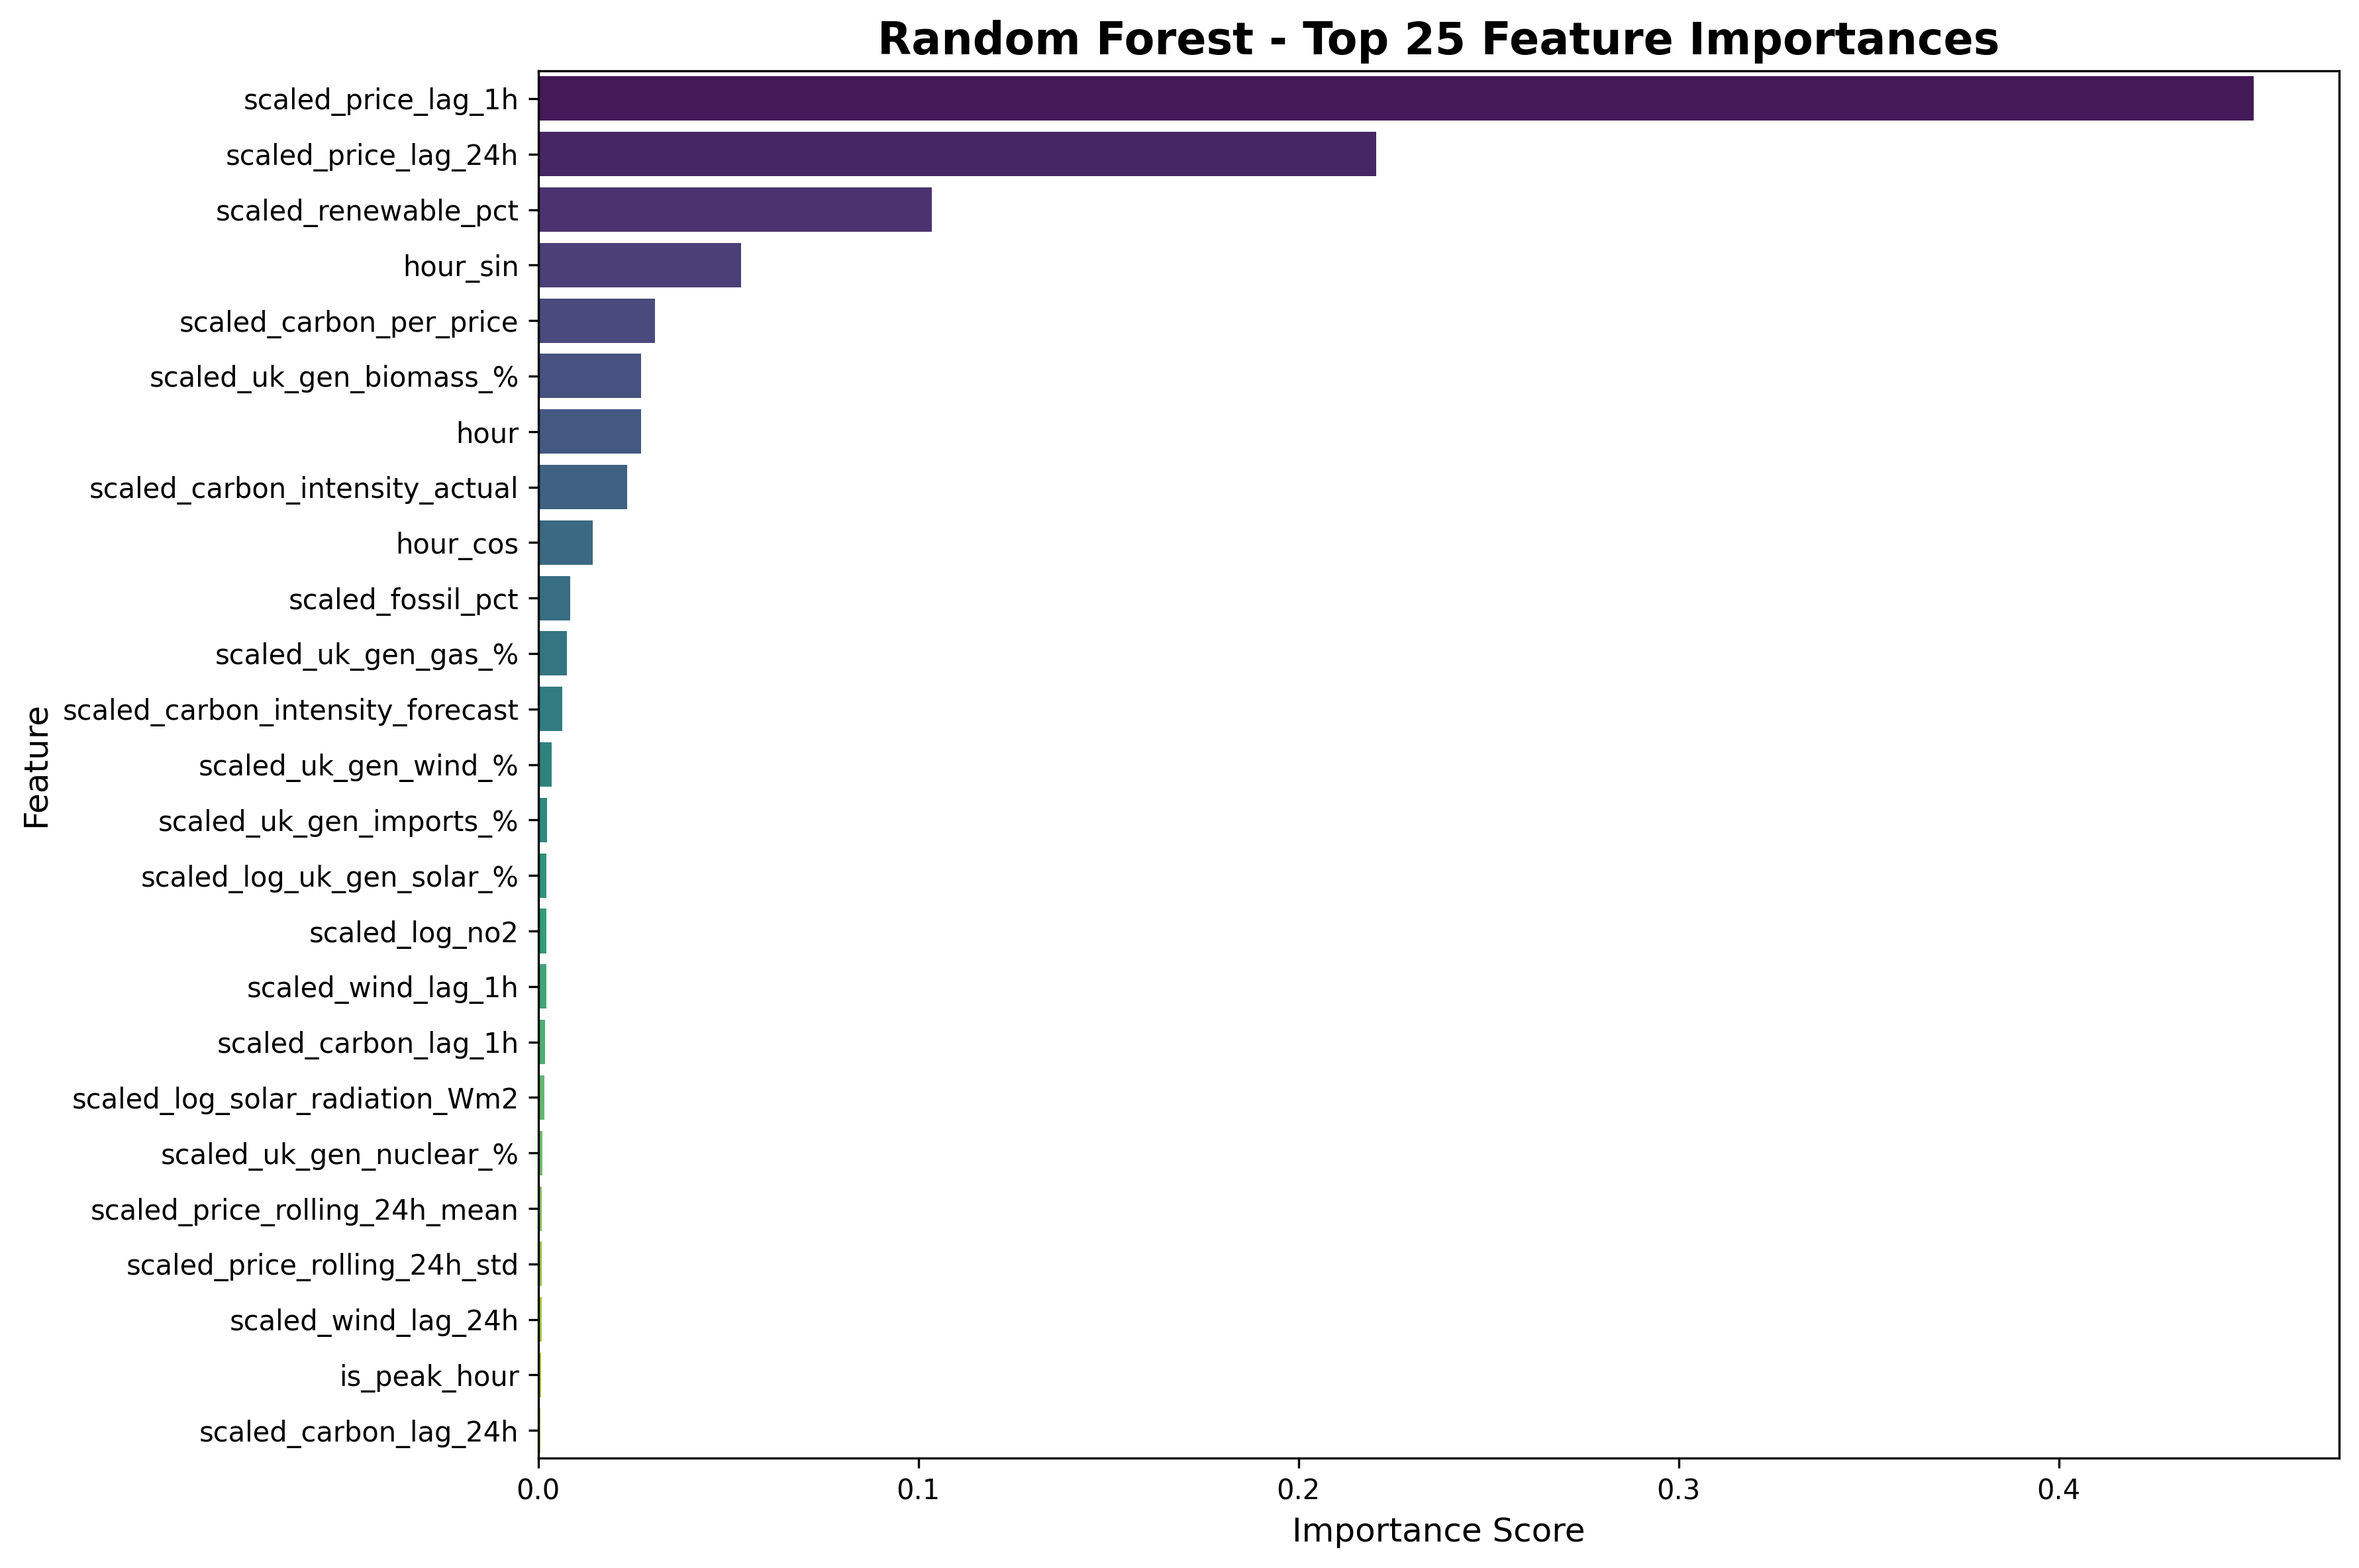 Random Forest - Top 25 Feature Importances
scaled_price_lag_1h
scaled_price_lag_24h
scaled_renewable_pct
hour_sin
scaled_carbon_per_price
scaled_uk_gen_biomass_%
hour
scaled_carbon_intensity_actual
hour_cos
scaled_fossil_pct
scaled_uk_gen_gas_%
scaled_carbon_intensity_forecast
scaled_uk_gen_wind_%
scaled_uk_gen_imports_%
scaled_log_uk_gen_solar_%
scaled_log_no2
scaled_wind_lag_1h
scaled_carbon_lag_1h
scaled_log_solar_radiation_Wm2
scaled_uk_gen_nuclear_%
scaled_price_rolling_24h_mean
scaled_price_rolling_24h_std
scaled_wind_lag_24h
is_peak_hour
scaled_carbon_lag_24h
Feature
0.0 0.1 0.2 0.3 0.4
Importance Score